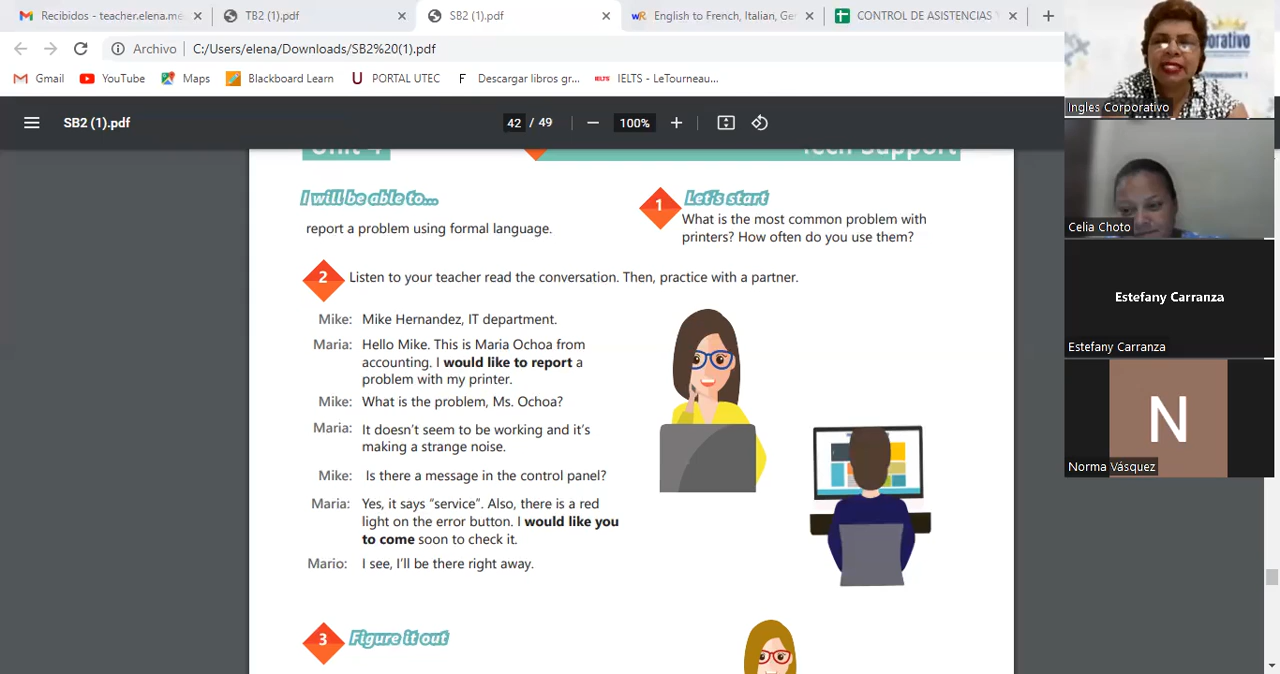 Recibidos - teacher.elena.me
TB2 (1).pdf
SB2 (1).pdf
English to French, Italian, Ger
CONTROL DE ASISTENCIAS Y
Archivo C:/Users/elena/Downloads/SB2%20(1).pdf
Gmail YouTube Maps Blackboard Learn PORTAL UTEC Descargar libros gr... IELTS - LeTourneau...
SB2 (1).pdf 42 / 49 100%
Unit 4 Tech Support
I will be able to...
report a problem using formal language.
1 Let's start
What is the most common problem with
printers? How often do you use them?
2 Listen to your teacher read the conversation. Then, practice with a partner.
Mike: Mike Hernandez, IT department.
Maria: Hello Mike. This is Maria Ochoa from
accounting. I would like to report a
problem with my printer.
Mike: What is the problem, Ms. Ochoa?
Maria: It doesn't seem to be working and it's
making a strange noise.
Mike: Is there a message in the control panel?
Maria: Yes, it says “service”. Also, there is a red
light on the error button. I would like you
to come soon to check it.
Mario: I see, I'll be there right away.
3 Figure it out
Ingles Corporativo
Celia Choto
Estefany Carranza
Estefany Carranza
N
Norma Vásquez